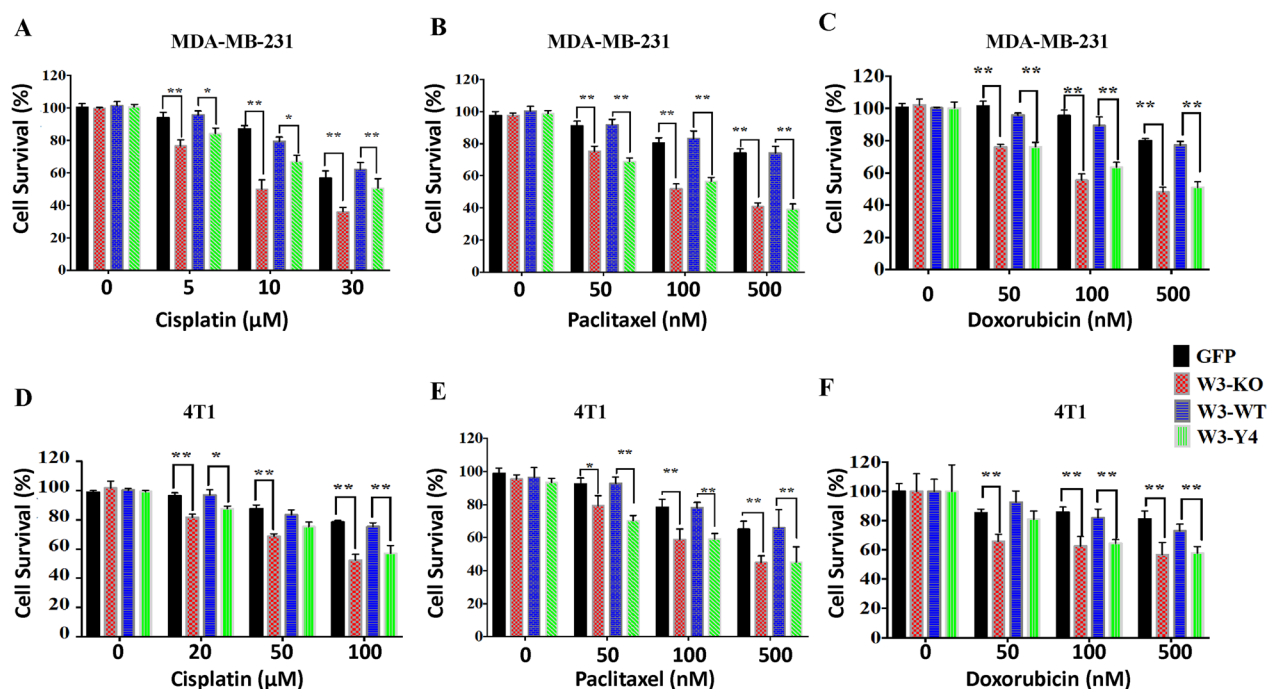 A
MDA-MB-231
Cell Survival (%)
120
100
80
60
40
20
0
** * ** * ** **
0 5 10 30
Cisplatin (μM)
B
MDA-MB-231
Cell Survival (%)
120
100
80
60
40
20
0
** ** ** ** ** **
0 50 100 500
Paclitaxel (nM)
C
MDA-MB-231
Cell Survival (%)
120
100
80
60
40
20
0
** ** ** ** ** **
0 50 100 500
Doxorubicin (nM)
GFP
W3-KO
W3-WT
W3-Y4
D
4T1
Cell Survival (%)
120
100
80
60
40
20
0
** * ** ** **
0 20 50 100
Cisplatin (μM)
E
4T1
Cell Survival (%)
120
100
80
60
40
20
0
* ** ** ** ** **
0 50 100 500
Paclitaxel (nM)
F
4T1
Cell Survival (%)
120
100
80
60
40
20
0
** ** ** ** **
0 50 100 500
Doxorubicin (nM)